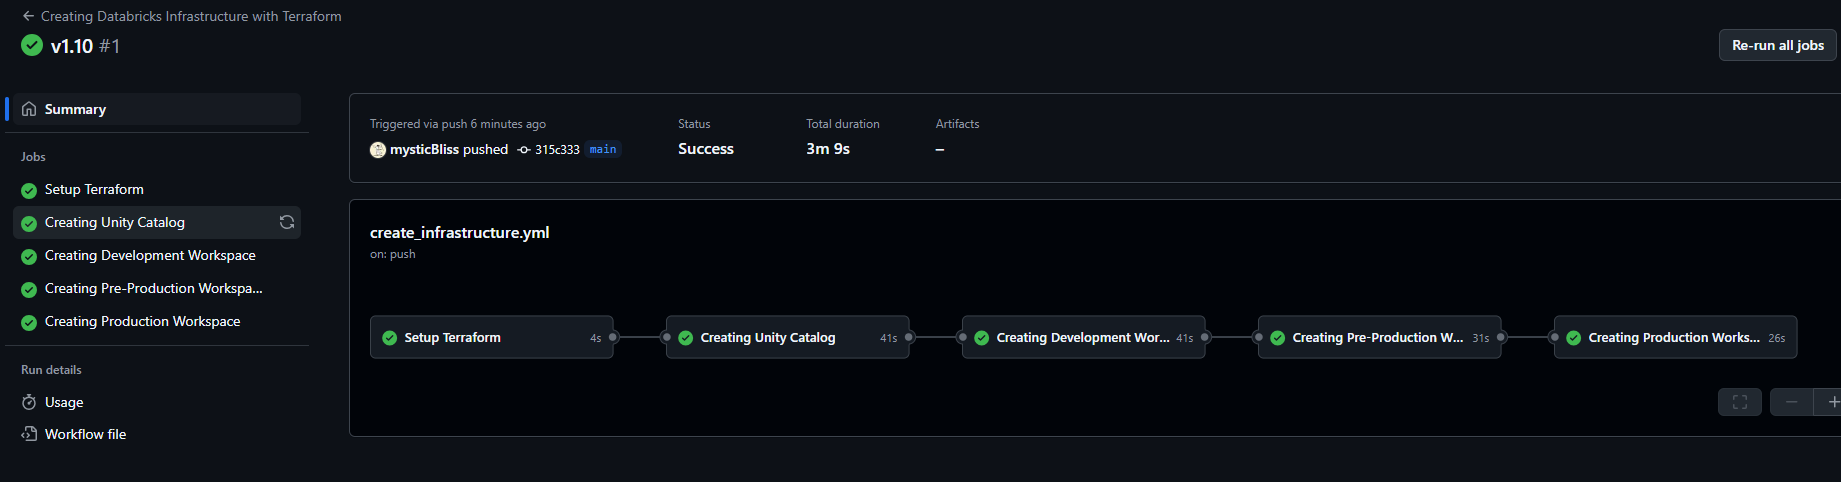 Creating Databricks Infrastructure with Terraform
v1.10 #1
Re-run all jobs
Summary
Jobs
Setup Terraform
Creating Unity Catalog
Creating Development Workspace
Creating Pre-Production Workspa...
Creating Production Workspace
Run details
Usage
Workflow file
Triggered via push 6 minutes ago
mysticBliss pushed 315c333 main
Status
Success
Total duration
3m 9s
Artifacts
–
create_infrastructure.yml
on: push
Setup Terraform 4s
Creating Unity Catalog 41s
Creating Development Wor... 41s
Creating Pre-Production W... 31s
Creating Production Works... 26s